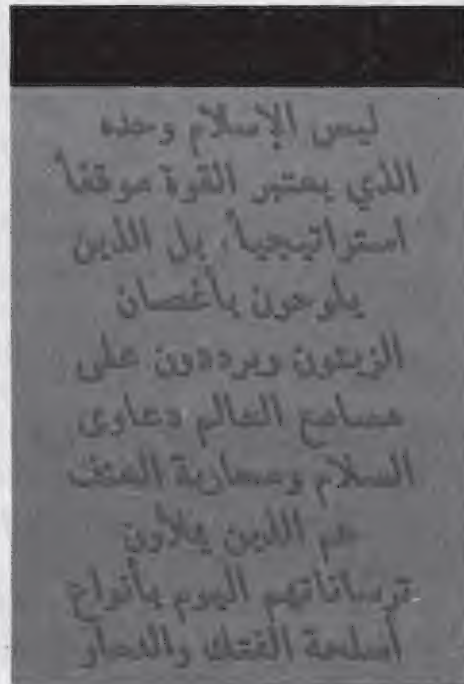 ليس الإسلام وحده
الذي يعتبر القوة موقفاً
استراتيجياً، بل الذين
يلوحون بأغصان
الزيتون ويرددون على
مسامع العالم دعاوى
السلام ومحاربة العنف
هم الذين يملأون
ترساناتهم اليوم بأنواع
أسلحة الفتك والدمار